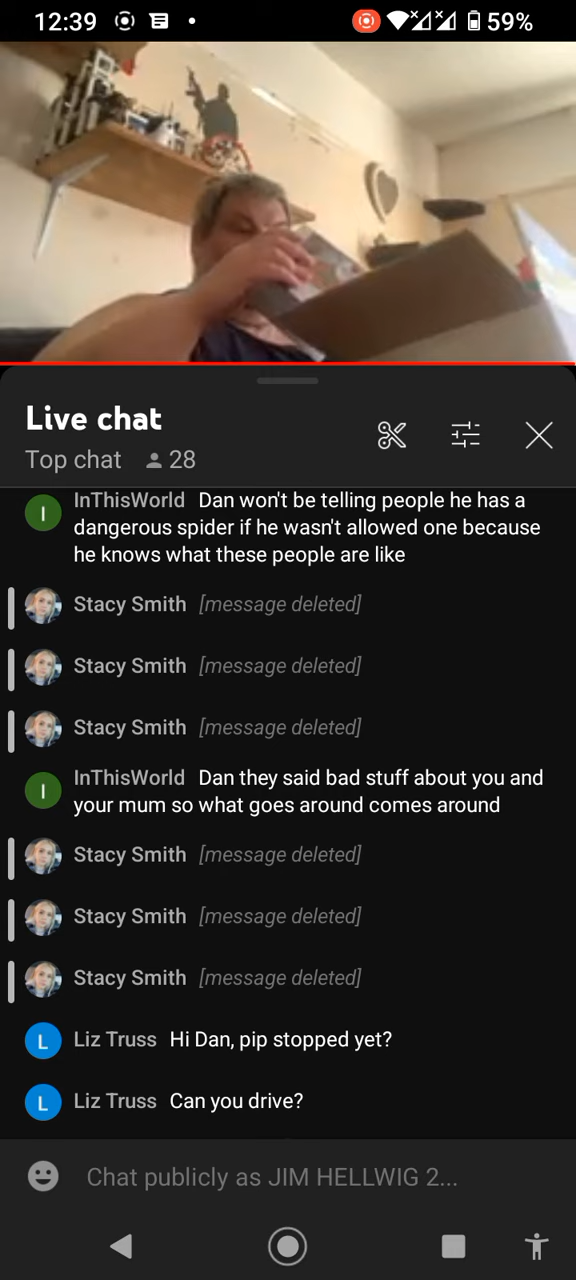 12:39
59%
Live chat
Top chat 28
I InThisWorld Dan won't be telling people he has a
dangerous spider if he wasn't allowed one because
he knows what these people are like
Stacy Smith [message deleted]
Stacy Smith [message deleted]
Stacy Smith [message deleted]
I InThisWorld Dan they said bad stuff about you and
your mum so what goes around comes around
Stacy Smith [message deleted]
Stacy Smith [message deleted]
Stacy Smith [message deleted]
L Liz Truss Hi Dan, pip stopped yet?
L Liz Truss Can you drive?
Chat publicly as JIM HELLWIG 2...